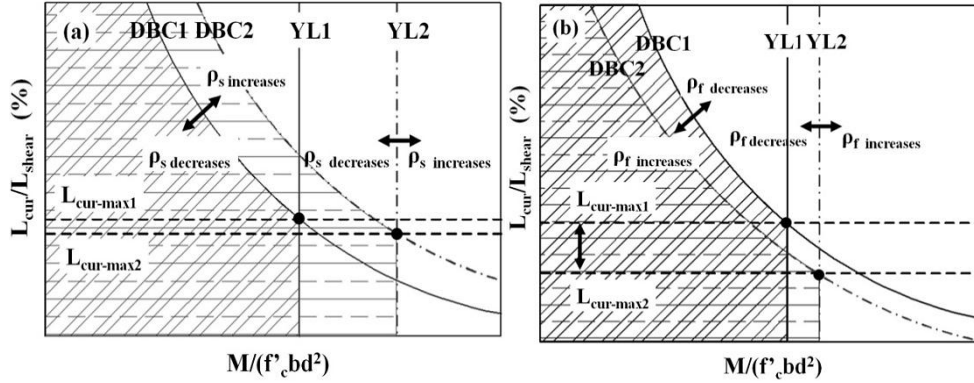 (a) DBC1 DBC2 YL1 YL2
ρs increases
ρs decreases
ρs decreases ρs increases
Lcur-max1
Lcur-max2
Lcur/Lshear (%)
M/(f'cbd²)
(b) DBC1 YL1 YL2
DBC2
ρf decreases
ρf increases
ρf decreases ρf increases
Lcur-max1
Lcur-max2
Lcur/Lshear (%)
M/(f'cbd²)